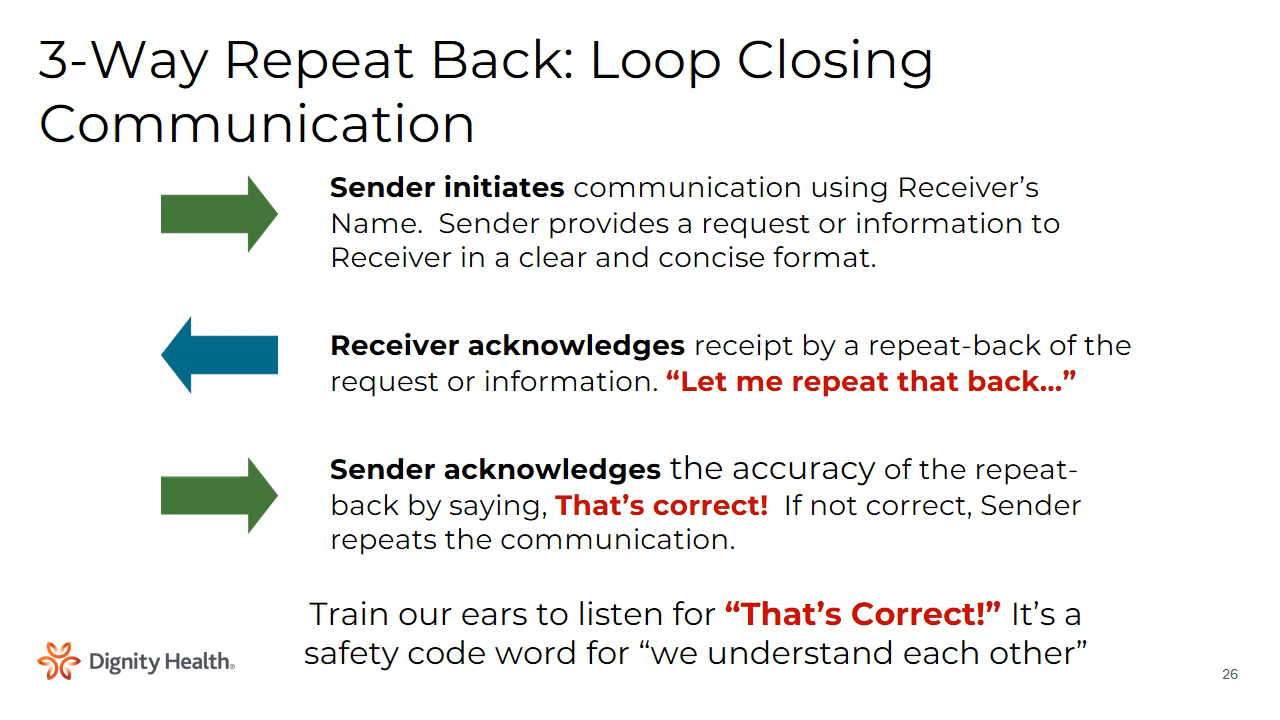 3-Way Repeat Back: Loop Closing
Communication
Sender initiates communication using Receiver’s
Name.  Sender provides a request or information to
Receiver in a clear and concise format.
Receiver acknowledges receipt by a repeat-back of the
request or information. “Let me repeat that back...”
Sender acknowledges the accuracy of the repeat-
back by saying, That’s correct!  If not correct, Sender
repeats the communication.
Train our ears to listen for “That’s Correct!” It’s a
safety code word for “we understand each other”
Dignity Health®
26